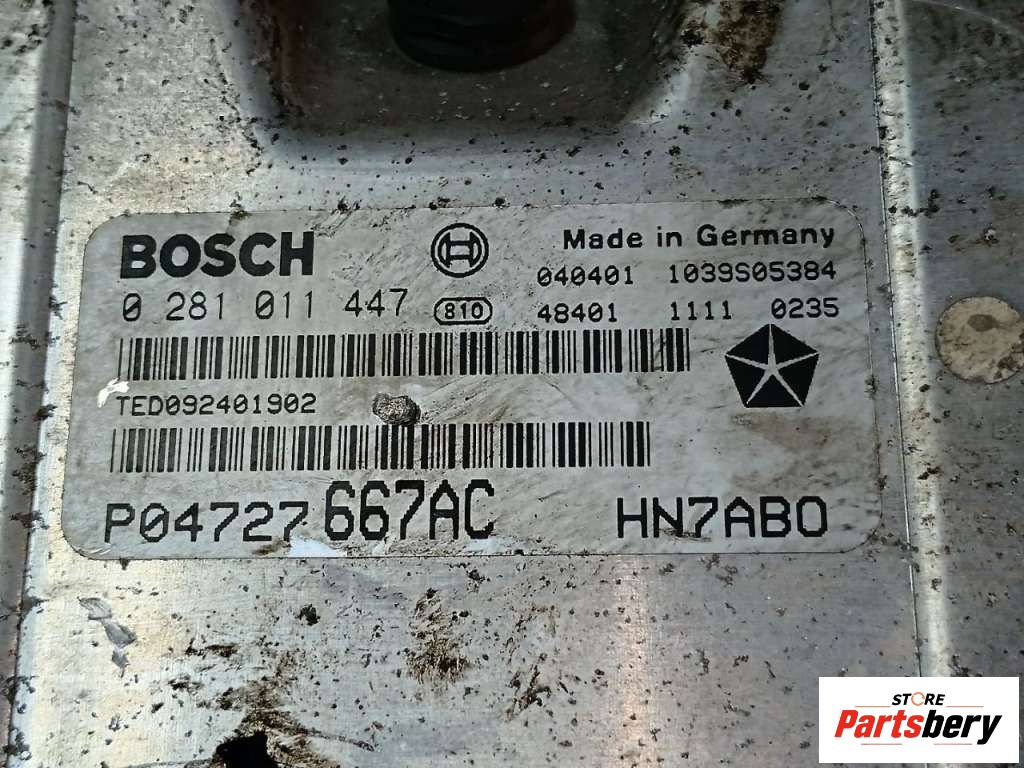 BOSCH Made in Germany
040401 1039S05384
0 281 011 447 810 48401 1111 0235
TED092401902
P04727667AC HN7ABO
STORE
Partsbery